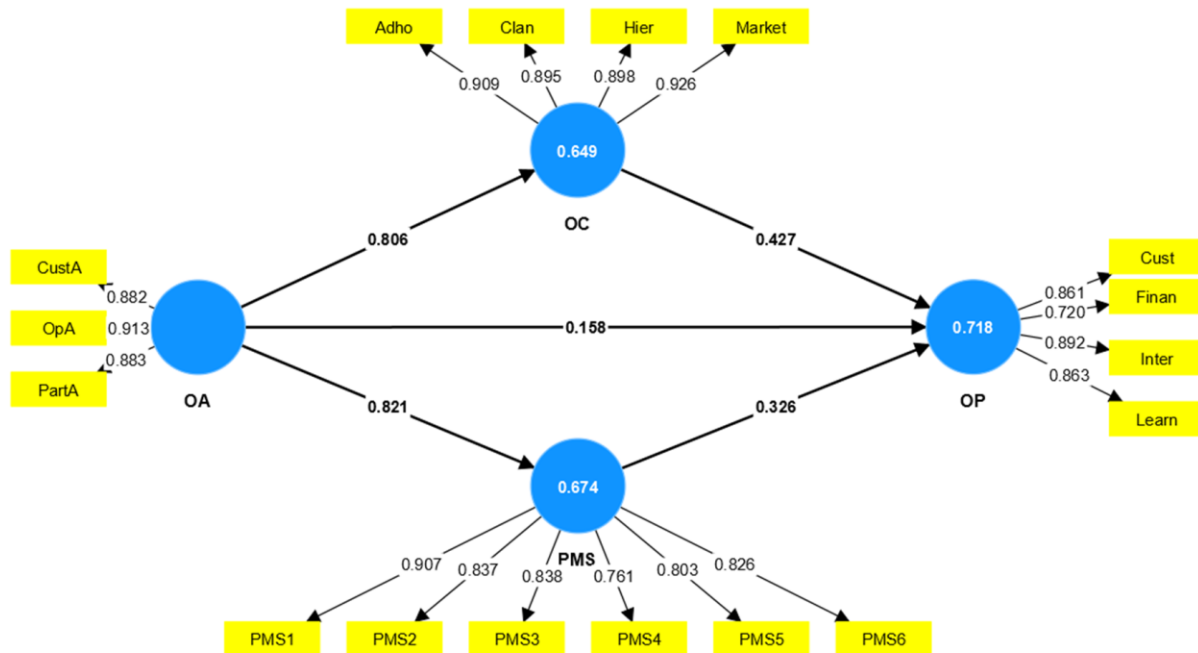 Adho Clan Hier Market
0.909 0.895 0.898 0.926
0.649
OC
0.806 0.427
CustA
OpA
PartA
0.882
0.913
0.883
OA
0.158
0.718
OP
Cust
Finan
Inter
Learn
0.861
0.720
0.892
0.863
0.821 0.326
0.674
PMS
0.907 0.837 0.838 0.761 0.803 0.826
PMS1 PMS2 PMS3 PMS4 PMS5 PMS6